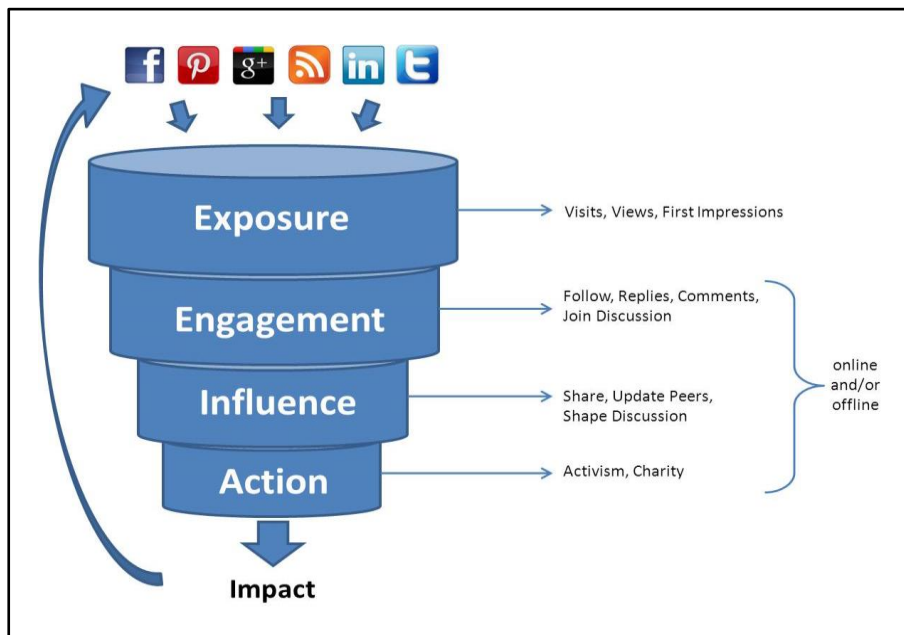 f P g+ in t
Exposure
Visits, Views, First Impressions
Engagement
Follow, Replies, Comments,
Join Discussion
Influence
Share, Update Peers,
Shape Discussion
Action
Activism, Charity
online
and/or
offline
Impact